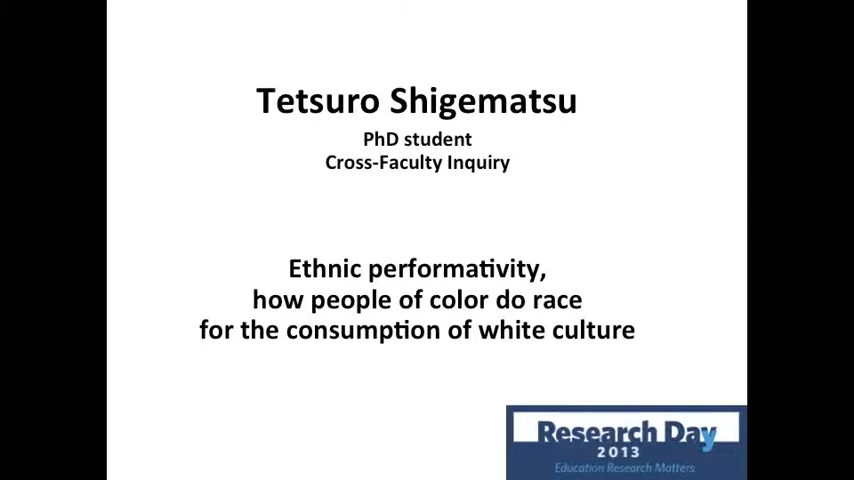 Tetsuro Shigematsu
PhD student
Cross-Faculty Inquiry
Ethnic performativity,
how people of color do race
for the consumption of white culture
Research Day
2013
Education Research Matters